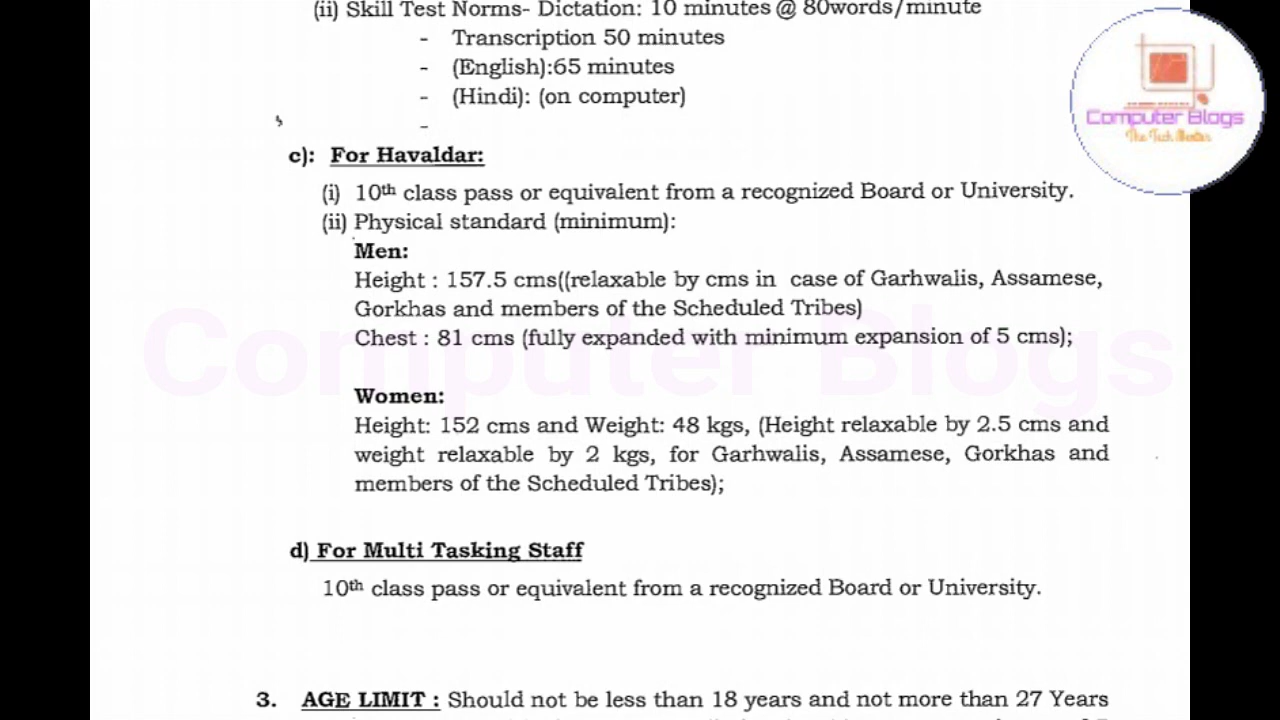 (ii) Skill Test Norms- Dictation: 10 minutes @ 80words/minute
- Transcription 50 minutes
- (English):65 minutes
- (Hindi): (on computer)
-
Computer Blogs
The Tech Master
c): For Havaldar:
(i) 10th class pass or equivalent from a recognized Board or University.
(ii) Physical standard (minimum):
Men:
Height : 157.5 cms((relaxable by cms in case of Garhwalis, Assamese,
Gorkhas and members of the Scheduled Tribes)
Chest : 81 cms (fully expanded with minimum expansion of 5 cms);
Computer Blogs
Women:
Height: 152 cms and Weight: 48 kgs, (Height relaxable by 2.5 cms and
weight relaxable by 2 kgs, for Garhwalis, Assamese, Gorkhas and
members of the Scheduled Tribes);
d) For Multi Tasking Staff
10th class pass or equivalent from a recognized Board or University.
3. AGE LIMIT : Should not be less than 18 years and not more than 27 Years